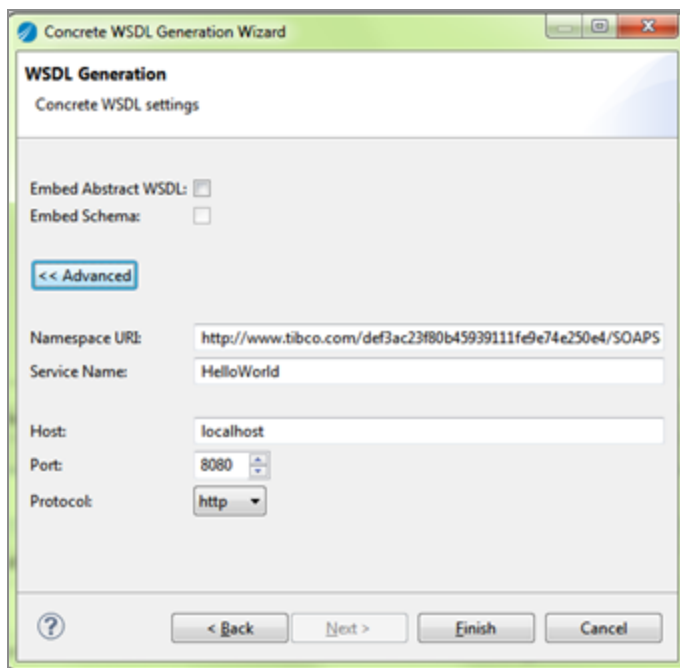 Concrete WSDL Generation Wizard
WSDL Generation
Concrete WSDL settings
Embed Abstract WSDL:
Embed Schema:
<< Advanced
Namespace URI: http://www.tibco.com/def3ac23f80b45939111fe9e74e250e4/SOAPS
Service Name: HelloWorld
Host: localhost
Port: 8080
Protocol: http
< Back Next > Finish Cancel